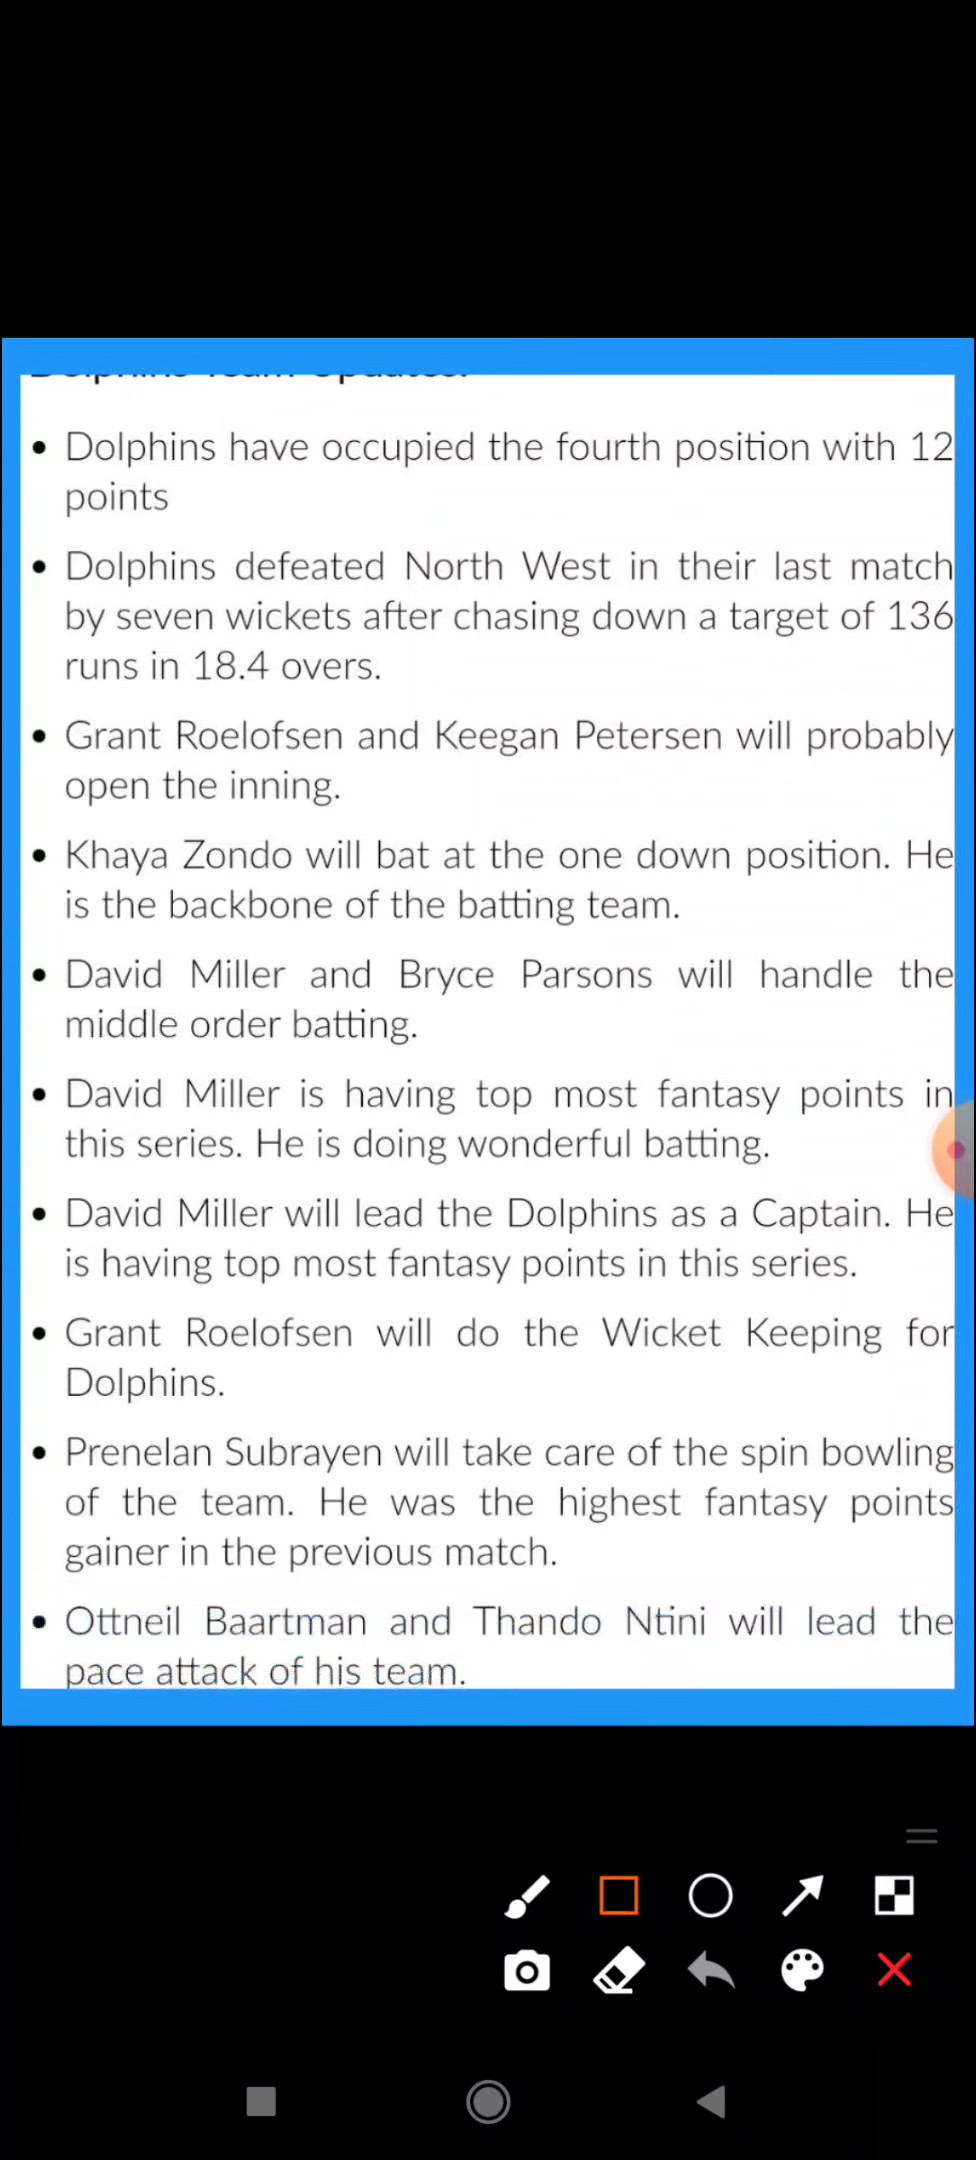 Dolphins Team Updates:
• Dolphins have occupied the fourth position with 12
points
• Dolphins defeated North West in their last match
by seven wickets after chasing down a target of 136
runs in 18.4 overs.
• Grant Roelofsen and Keegan Petersen will probably
open the inning.
• Khaya Zondo will bat at the one down position. He
is the backbone of the batting team.
• David Miller and Bryce Parsons will handle the
middle order batting.
• David Miller is having top most fantasy points in
this series. He is doing wonderful batting.
• David Miller will lead the Dolphins as a Captain. He
is having top most fantasy points in this series.
• Grant Roelofsen will do the Wicket Keeping for
Dolphins.
• Prenelan Subrayen will take care of the spin bowling
of the team. He was the highest fantasy points
gainer in the previous match.
• Ottneil Baartman and Thando Ntini will lead the
pace attack of his team.